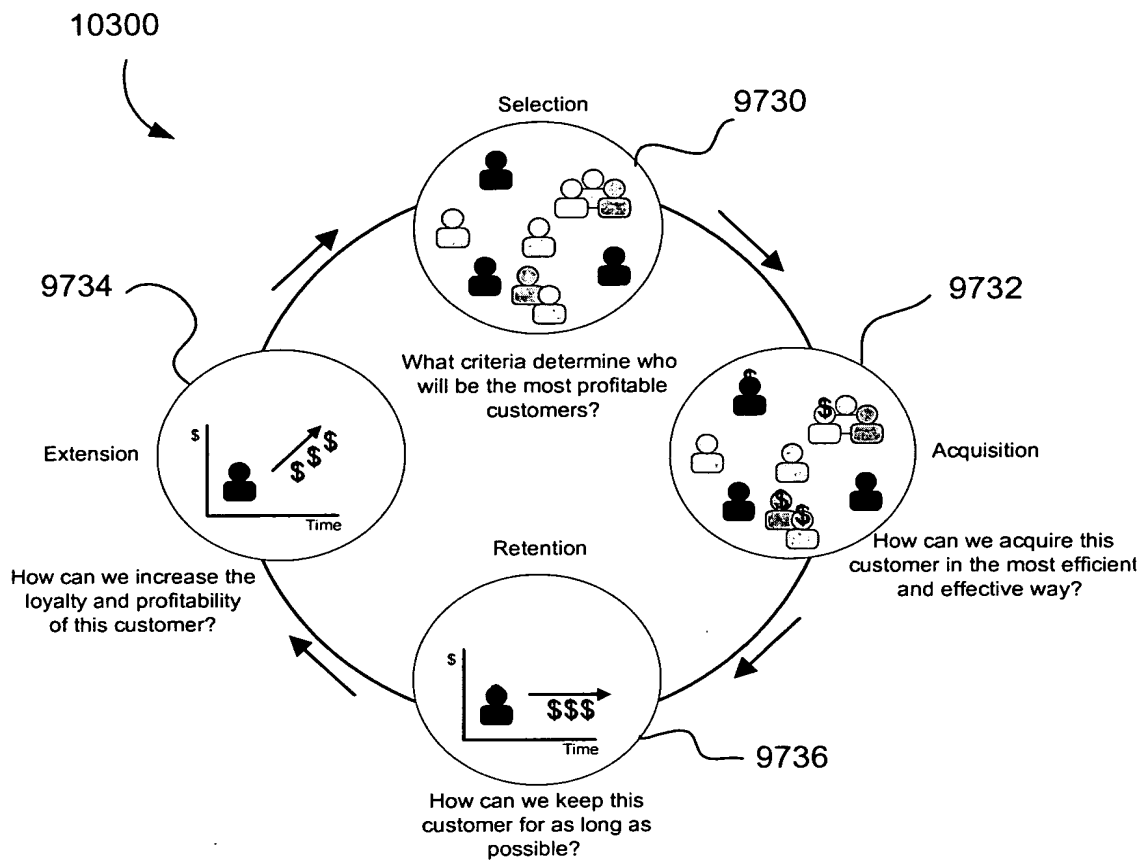 10300
Selection
9730
9734
9732
What criteria determine who
will be the most profitable
customers?
$
$
$
$
$
$ $ $
Extension
Time
Acquisition
How can we increase the
loyalty and profitability
of this customer?
Retention
How can we acquire this
customer in the most efficient
and effective way?
$
$$$
Time
9736
How can we keep this
customer for as long as
possible?